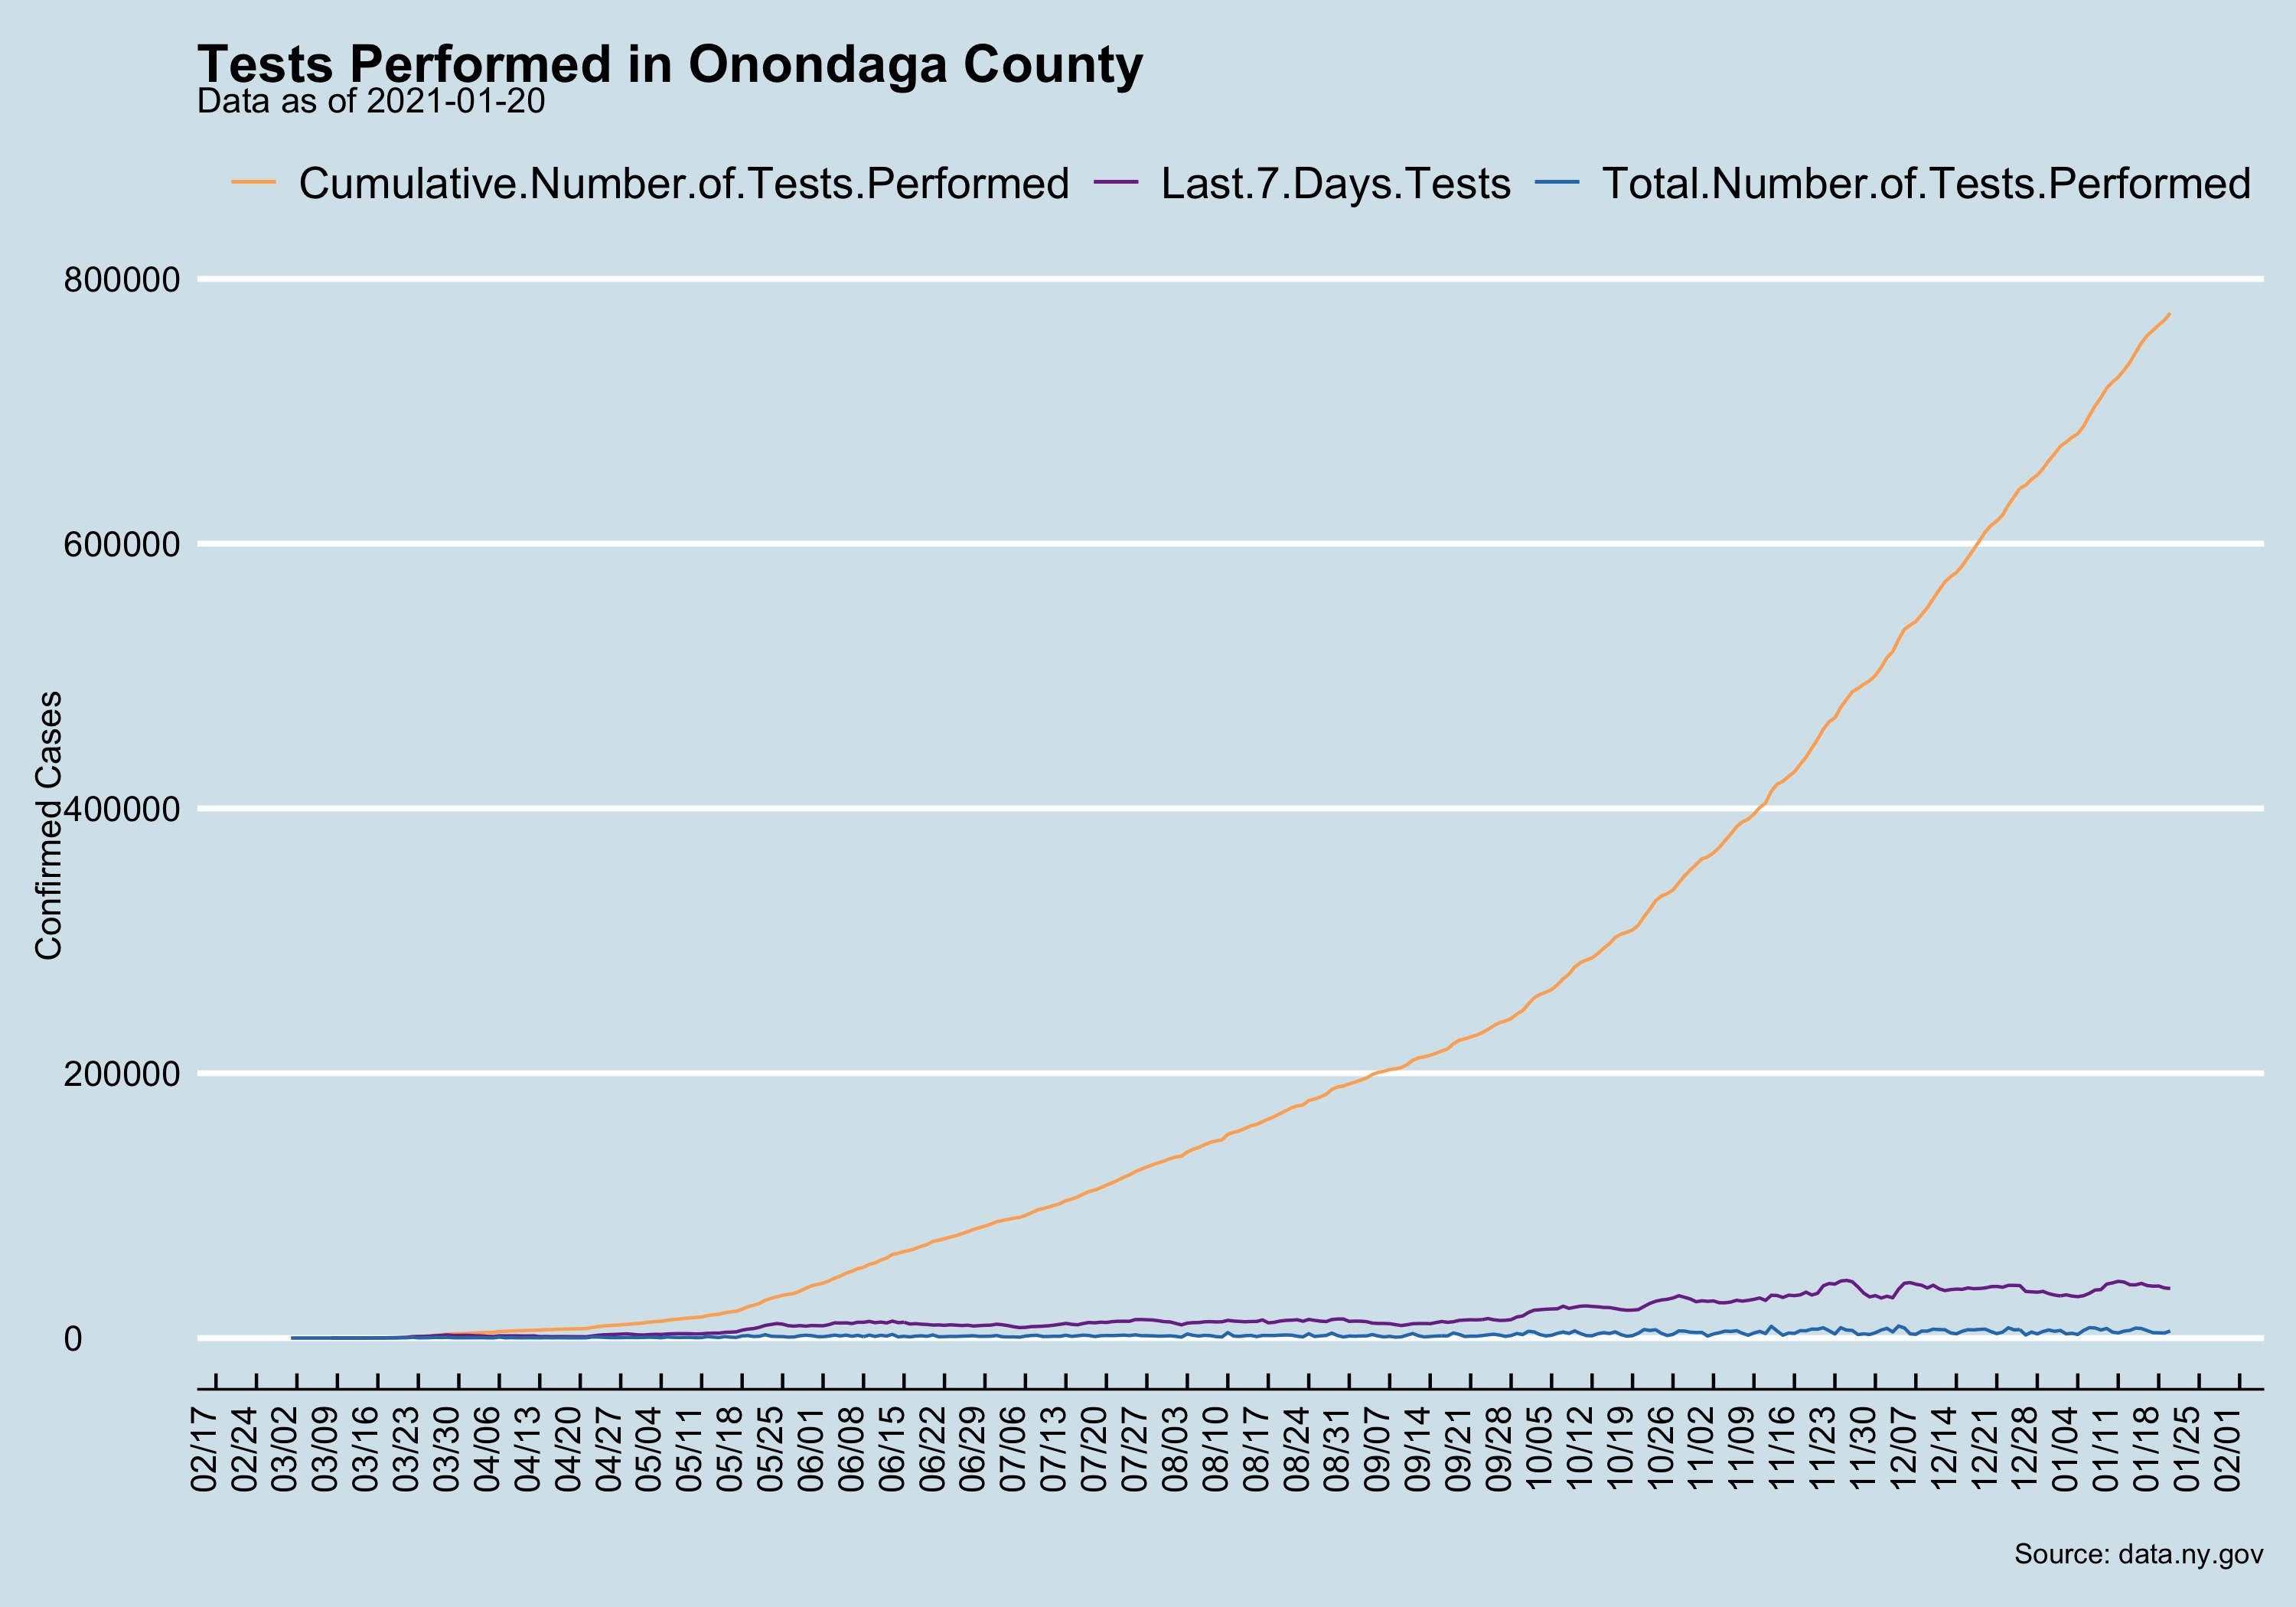 Tests Performed in Onondaga County
Data as of 2021-01-20
Cumulative.Number.of.Tests.Performed Last.7.Days.Tests Total.Number.of.Tests.Performed
800000
600000
400000
200000
0
Confirmed Cases
02/17 02/24 03/02 03/09 03/16 03/23 03/30 04/06 04/13 04/20 04/27 05/04 05/11 05/18 05/25 06/01 06/08 06/15 06/22 06/29 07/06 07/13 07/20 07/27 08/03 08/10 08/17 08/24 08/31 09/07 09/14 09/21 09/28 10/05 10/12 10/19 10/26 11/02 11/09 11/16 11/23 11/30 12/07 12/14 12/21 12/28 01/04 01/11 01/18 01/25 02/01
Source: data.ny.gov